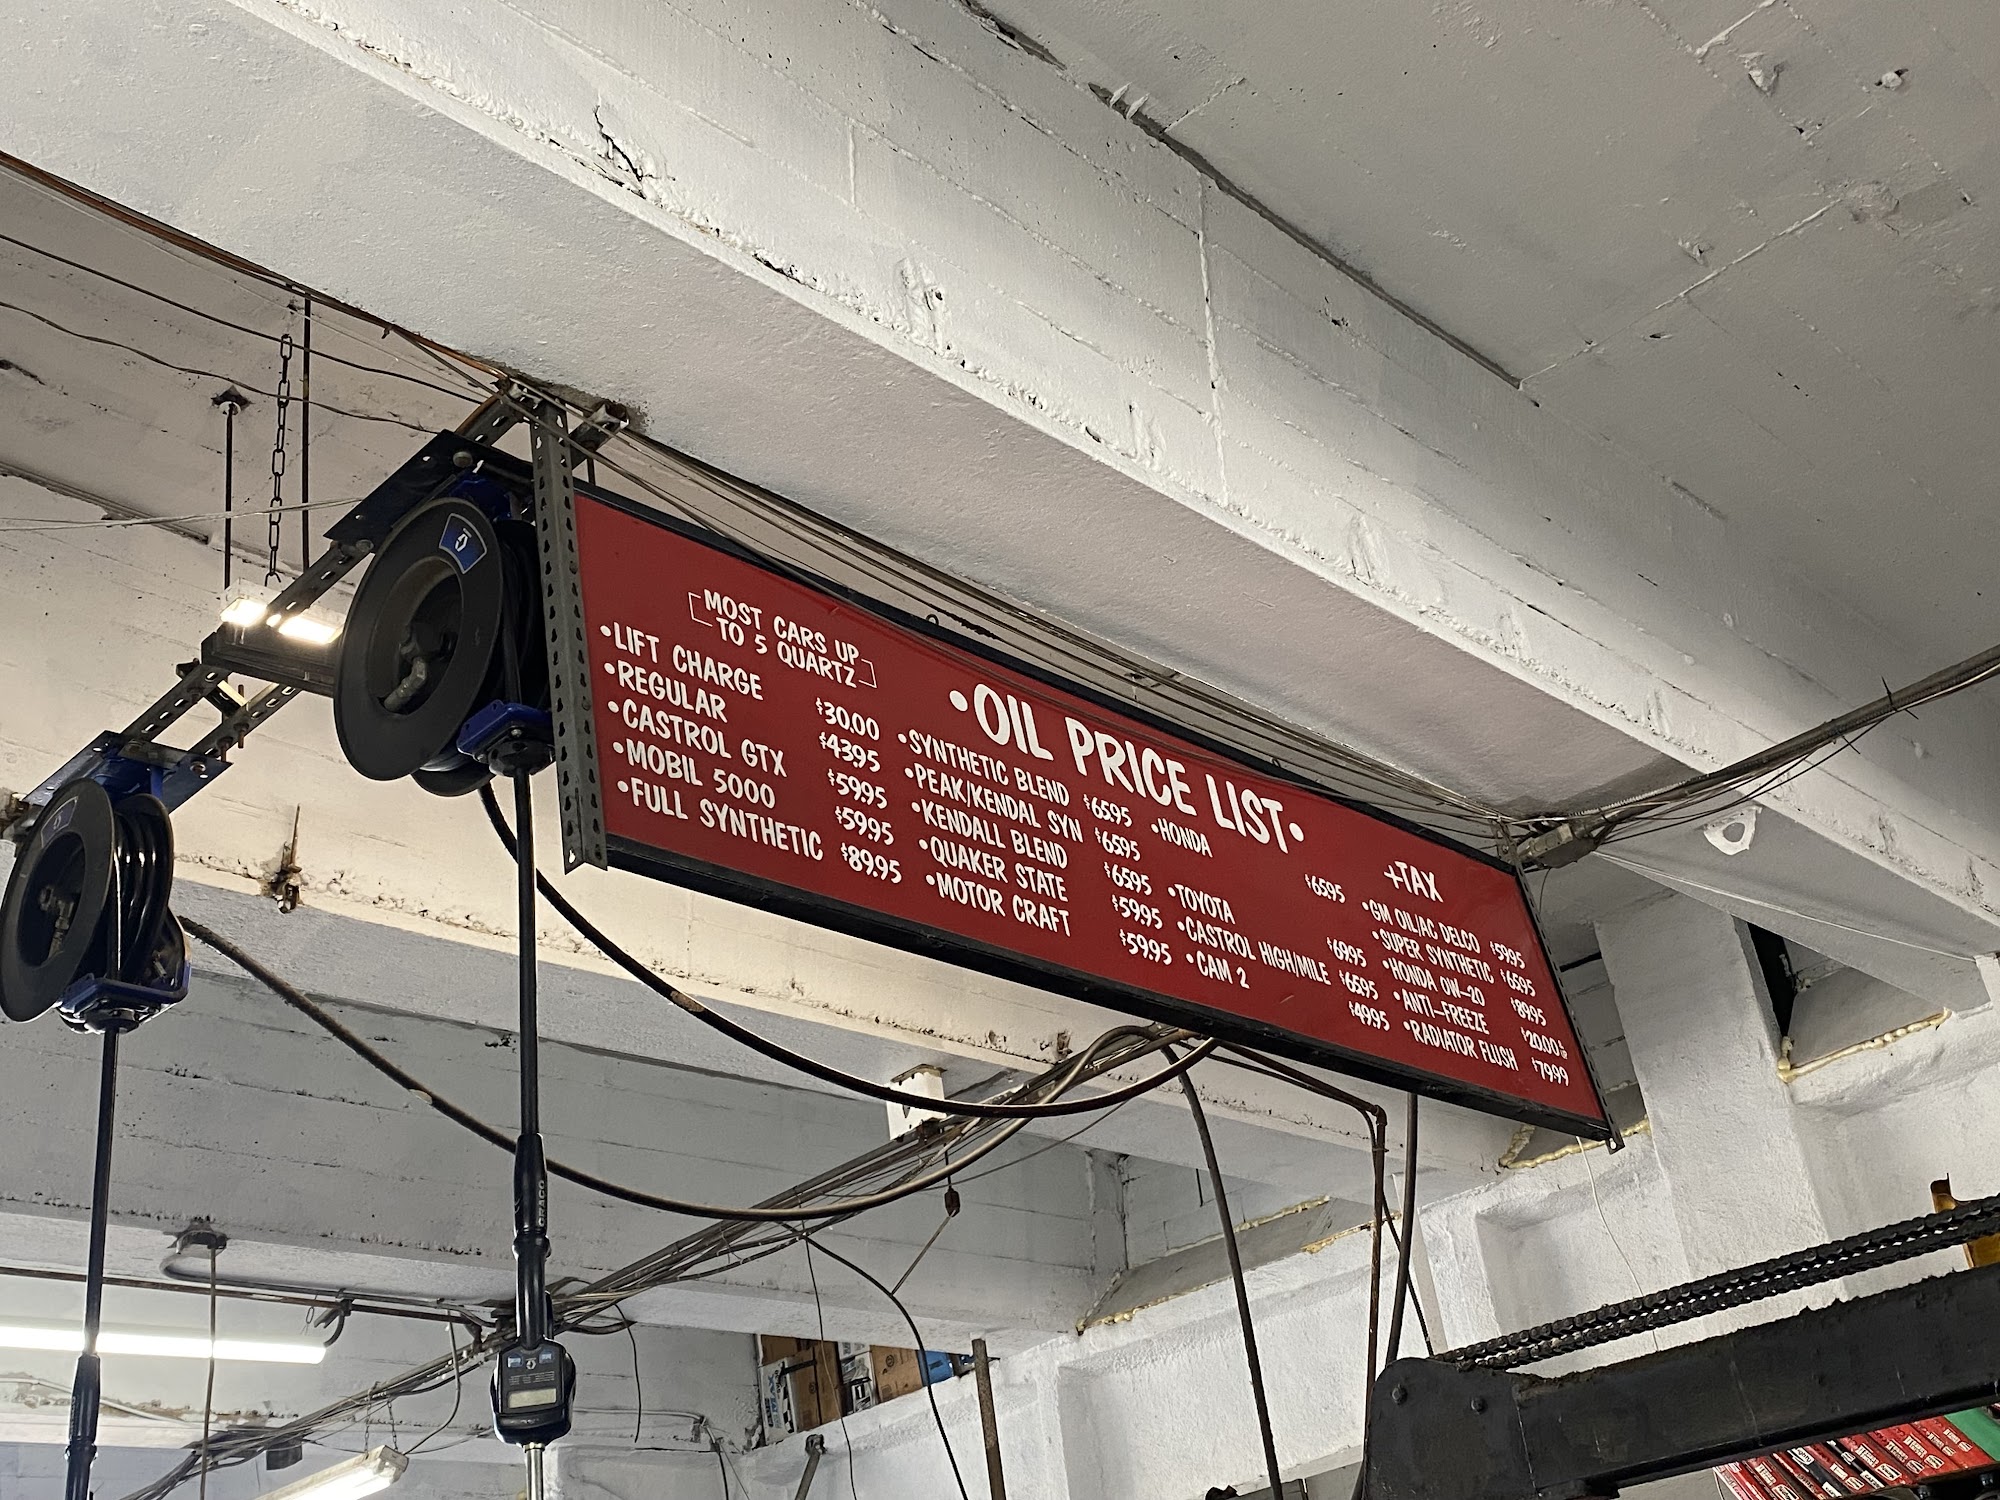 MOST CARS UP
TO 5 QUARTZ
•OIL PRICE LIST•
+TAX
•LIFT CHARGE $30.00
•REGULAR $43.95
•CASTROL GTX $59.95
•MOBIL 5000 $59.95
•FULL SYNTHETIC $89.95
•SYNTHETIC BLEND $65.95
•PEAK/KENDAL SYN $65.95
•KENDALL BLEND $65.95
•QUAKER STATE $59.95
•MOTOR CRAFT $59.95
•HONDA $65.95
•TOYOTA $69.95
•CASTROL HIGH/MILE $65.95
•CAM 2 $49.95
•GM OIL/AC DELCO $59.95
•SUPER SYNTHETIC $65.95
•HONDA 0W-20 $89.95
•ANTI-FREEZE $20.00
•RADIATOR FLUSH $79.99
GRACO